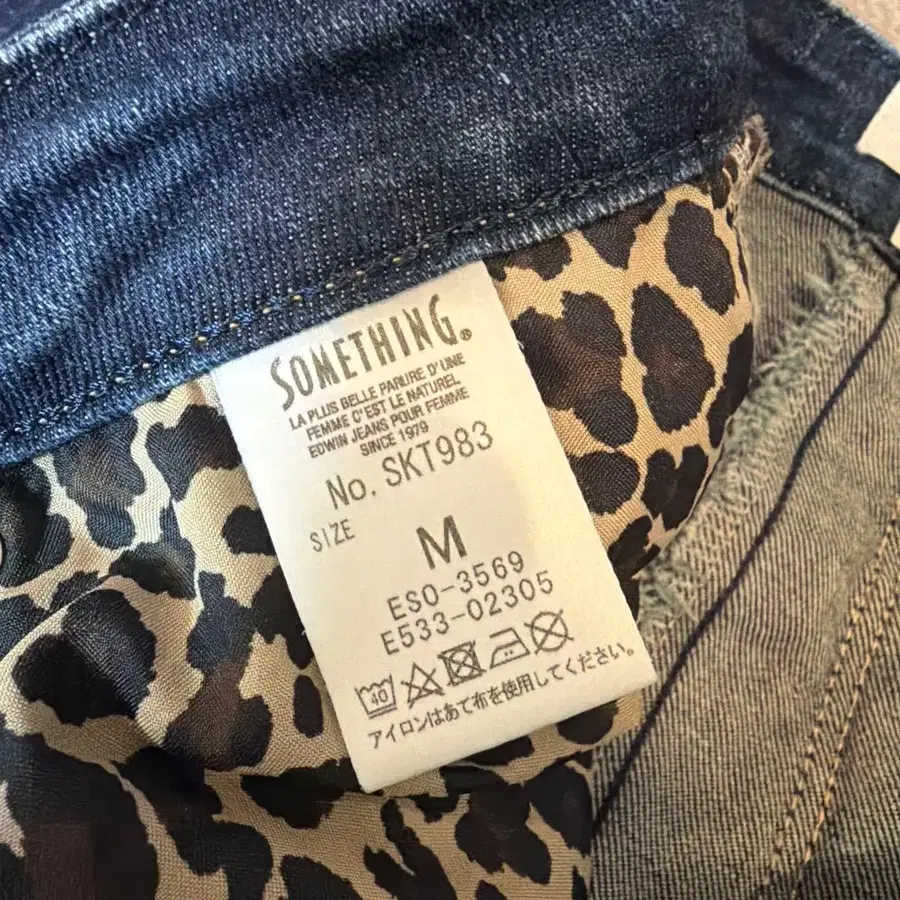 SOMETHING®
LA PLUS BELLE PARURE D'UNE
FEMME C'EST LE NATUREL
EDWIN JEANS POUR FEMME
SINCE 1979
No. SKT983
SIZE
M
ESO-3569
E533-02305
40
アイロンはあて布を使用してください。